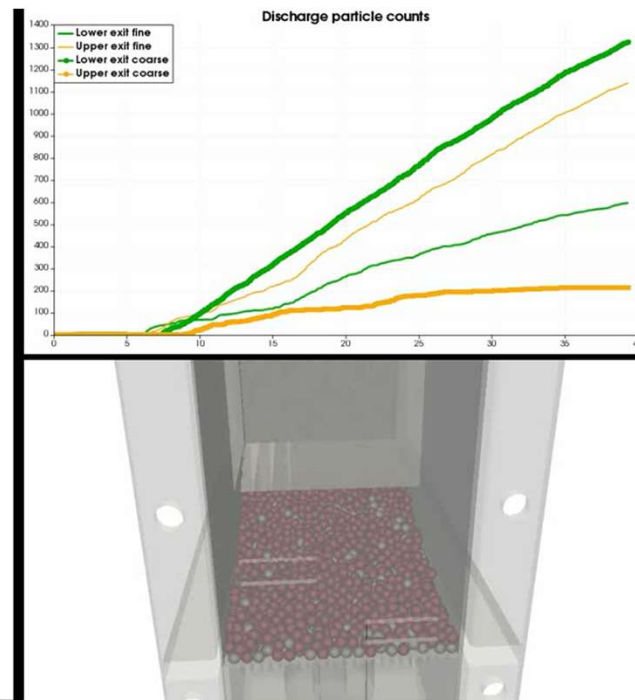 Discharge particle counts
Lower exit fine
Upper exit fine
Lower exit coarse
Upper exit coarse
1400
1300
1200
1100
1000
900
800
700
600
500
400
300
200
100
0
0 5 10 15 20 25 30 35